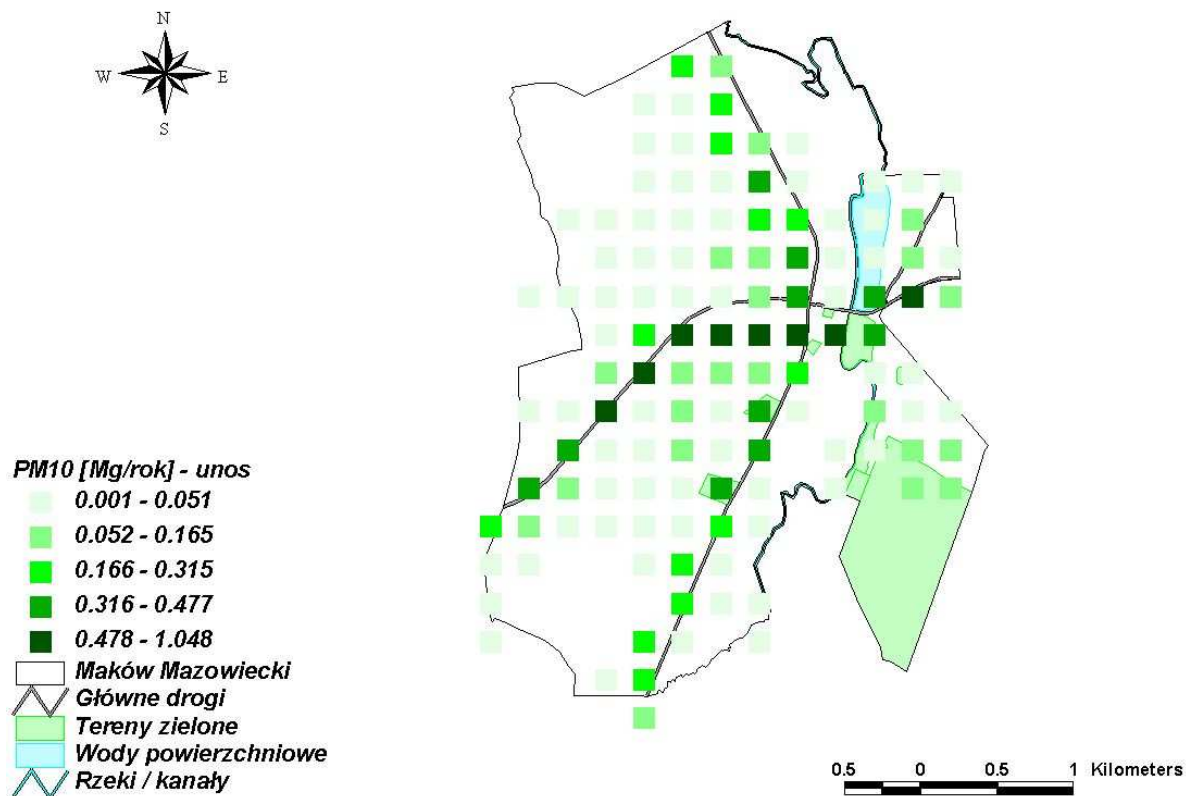 N
W E
S
PM10 [Mg/rok] - unos
0.001 - 0.051
0.052 - 0.165
0.166 - 0.315
0.316 - 0.477
0.478 - 1.048
Maków Mazowiecki
Główne drogi
Tereny zielone
Wody powierzchniowe
Rzeki / kanały
0.5 0 0.5 1 Kilometers